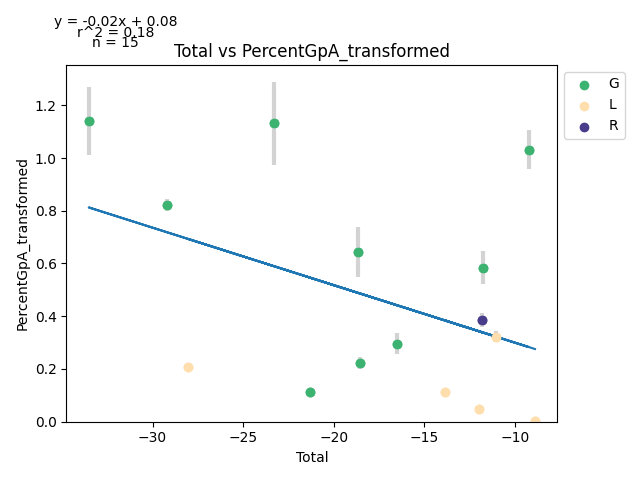 y = -0.02x + 0.08
r^2 = 0.18
n = 15
Total vs PercentGpA_transformed
G
L
R
PercentGpA_transformed
1.2
1.0
0.8
0.6
0.4
0.2
0.0
−30
−25
−20
−15
−10
Total